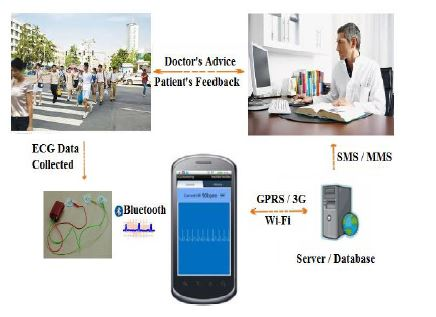 Doctor's Advice
Patient's Feedback
ECG Data
Collected
SMS / MMS
Bluetooth
GPRS / 3G
Wi-Fi
Server / Database